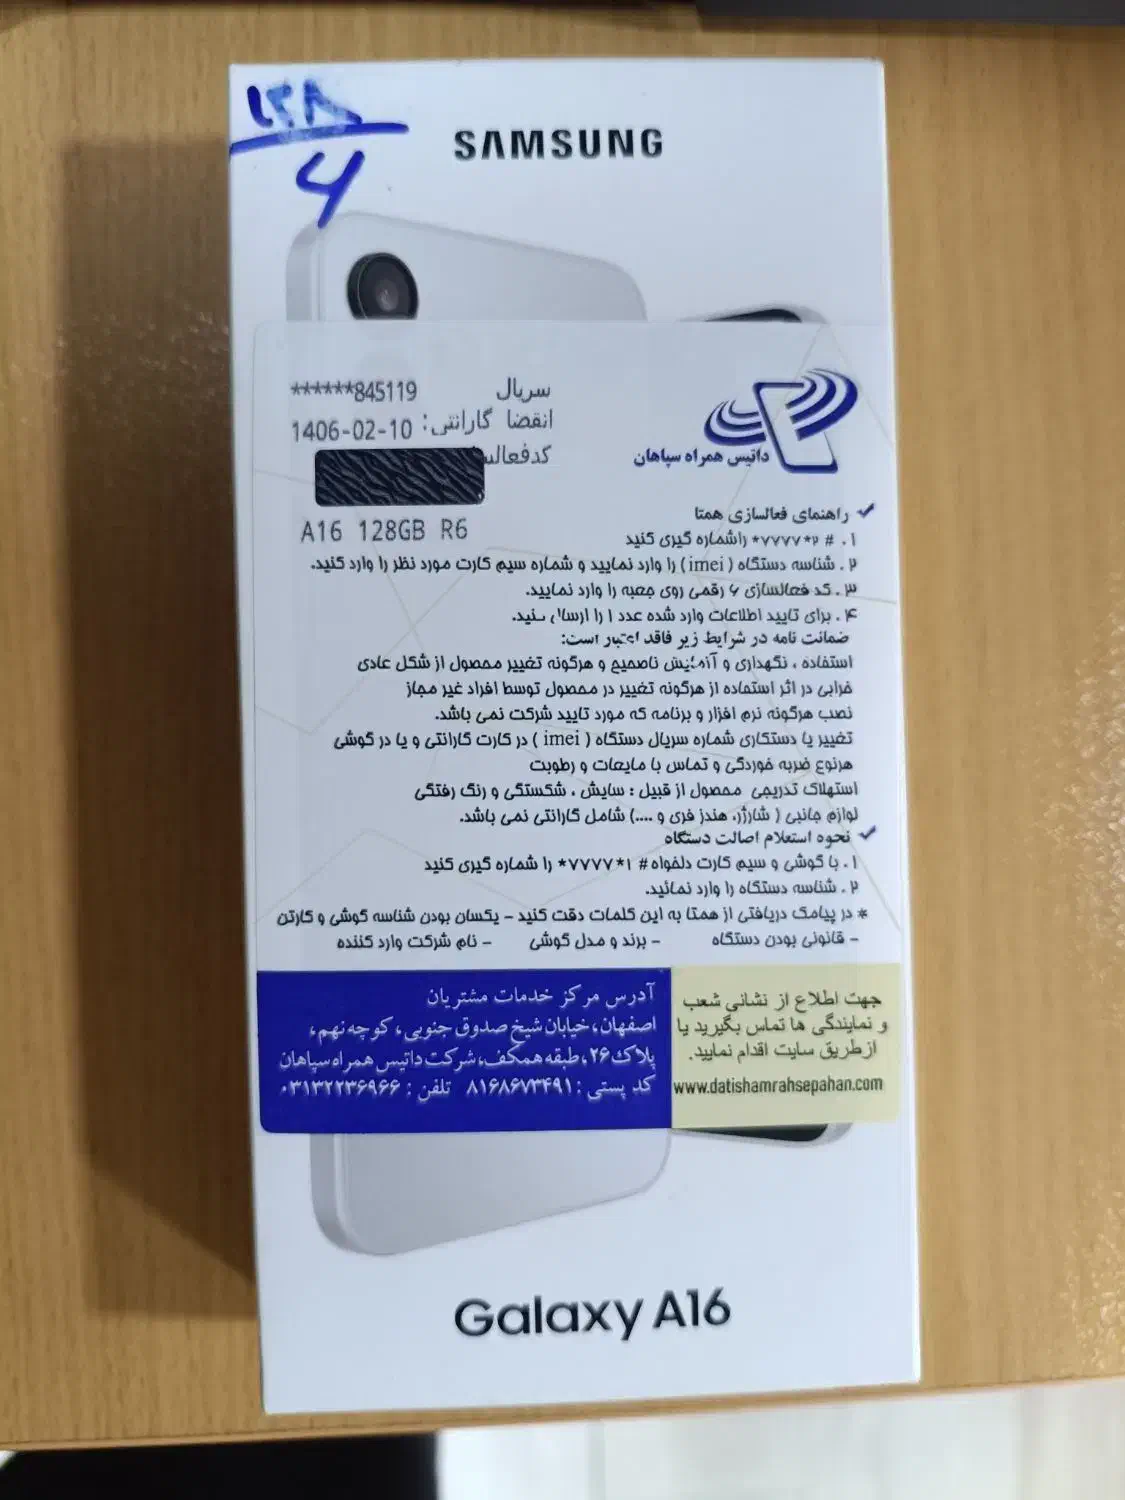 ۱۲۸
4
SAMSUNG
داتیس همراه سپاهان
سریال ******845119
انقضا گارانتی: 1406-02-10
A16 128GB R6
راهنمای فعالسازی همتا
۱. # ۲*۷۷۷۷* را شماره گیری کنید
۲. شناسه دستگاه ( imei ) را وارد نمایید و شماره سیم کارت مورد نظر را وارد کنید.
۳. کد فعالسازی ۶ رقمی روی جعبه را وارد نمایید.
۴. برای تایید اطلاعات وارد شده عدد ۱ را ارسال
ضمانت نامه در شرایط زیر فاقد اعتبار است:
استفاده ، نگهداری و آزمایش ناصحیح و هرگونه تغییر محصول از شکل عادی
خرابی در اثر استفاده از هرگونه تغییر در محصول توسط افراد غیر مجاز
نصب هرگونه نرم افزار و برنامه که مورد تایید شرکت نمی باشد.
تغییر یا دستکاری شماره سریال دستگاه ( imei ) در کارت گارانتی و یا در گوشی
هرنوع ضربه خوردگی و تماس با مایعات و رطوبت
استهلاک تدریجی محصول از قبیل : سایش ، شکستگی و رنگ رفتگی
لوازم جانبی ( شارژر، هندز فری و ....) شامل گارانتی نمی باشد.
نحوه استعلام اصالت دستگاه
۱. با گوشی و سیم کارت دلخواه # ۱*۷۷۷۷* را شماره گیری کنید
۲. شناسه دستگاه را وارد نمائید.
* در پیامک دریافتی از همتا به این کلمات دقت کنید - یکسان بودن شناسه گوشی و کارتن
- قانونی بودن دستگاه - برند و مدل گوشی - نام شرکت وارد کننده
جهت اطلاع از نشانی شعب
و نمایندگی ها تماس بگیرید یا
از طریق سایت اقدام نمایید.
www.datishamrahsepahan.com
آدرس مرکز خدمات مشتریان
اصفهان، خیابان شیخ صدوق جنوبی، کوچه نهم،
پلاک ۲۶، طبقه همکف، شرکت داتیس همراه سپاهان
کد پستی : ۸۱۶۸۶۷۳۴۹۱ تلفن : ۰۳۱۳۲۲۳۶۹۶۶
Galaxy A16